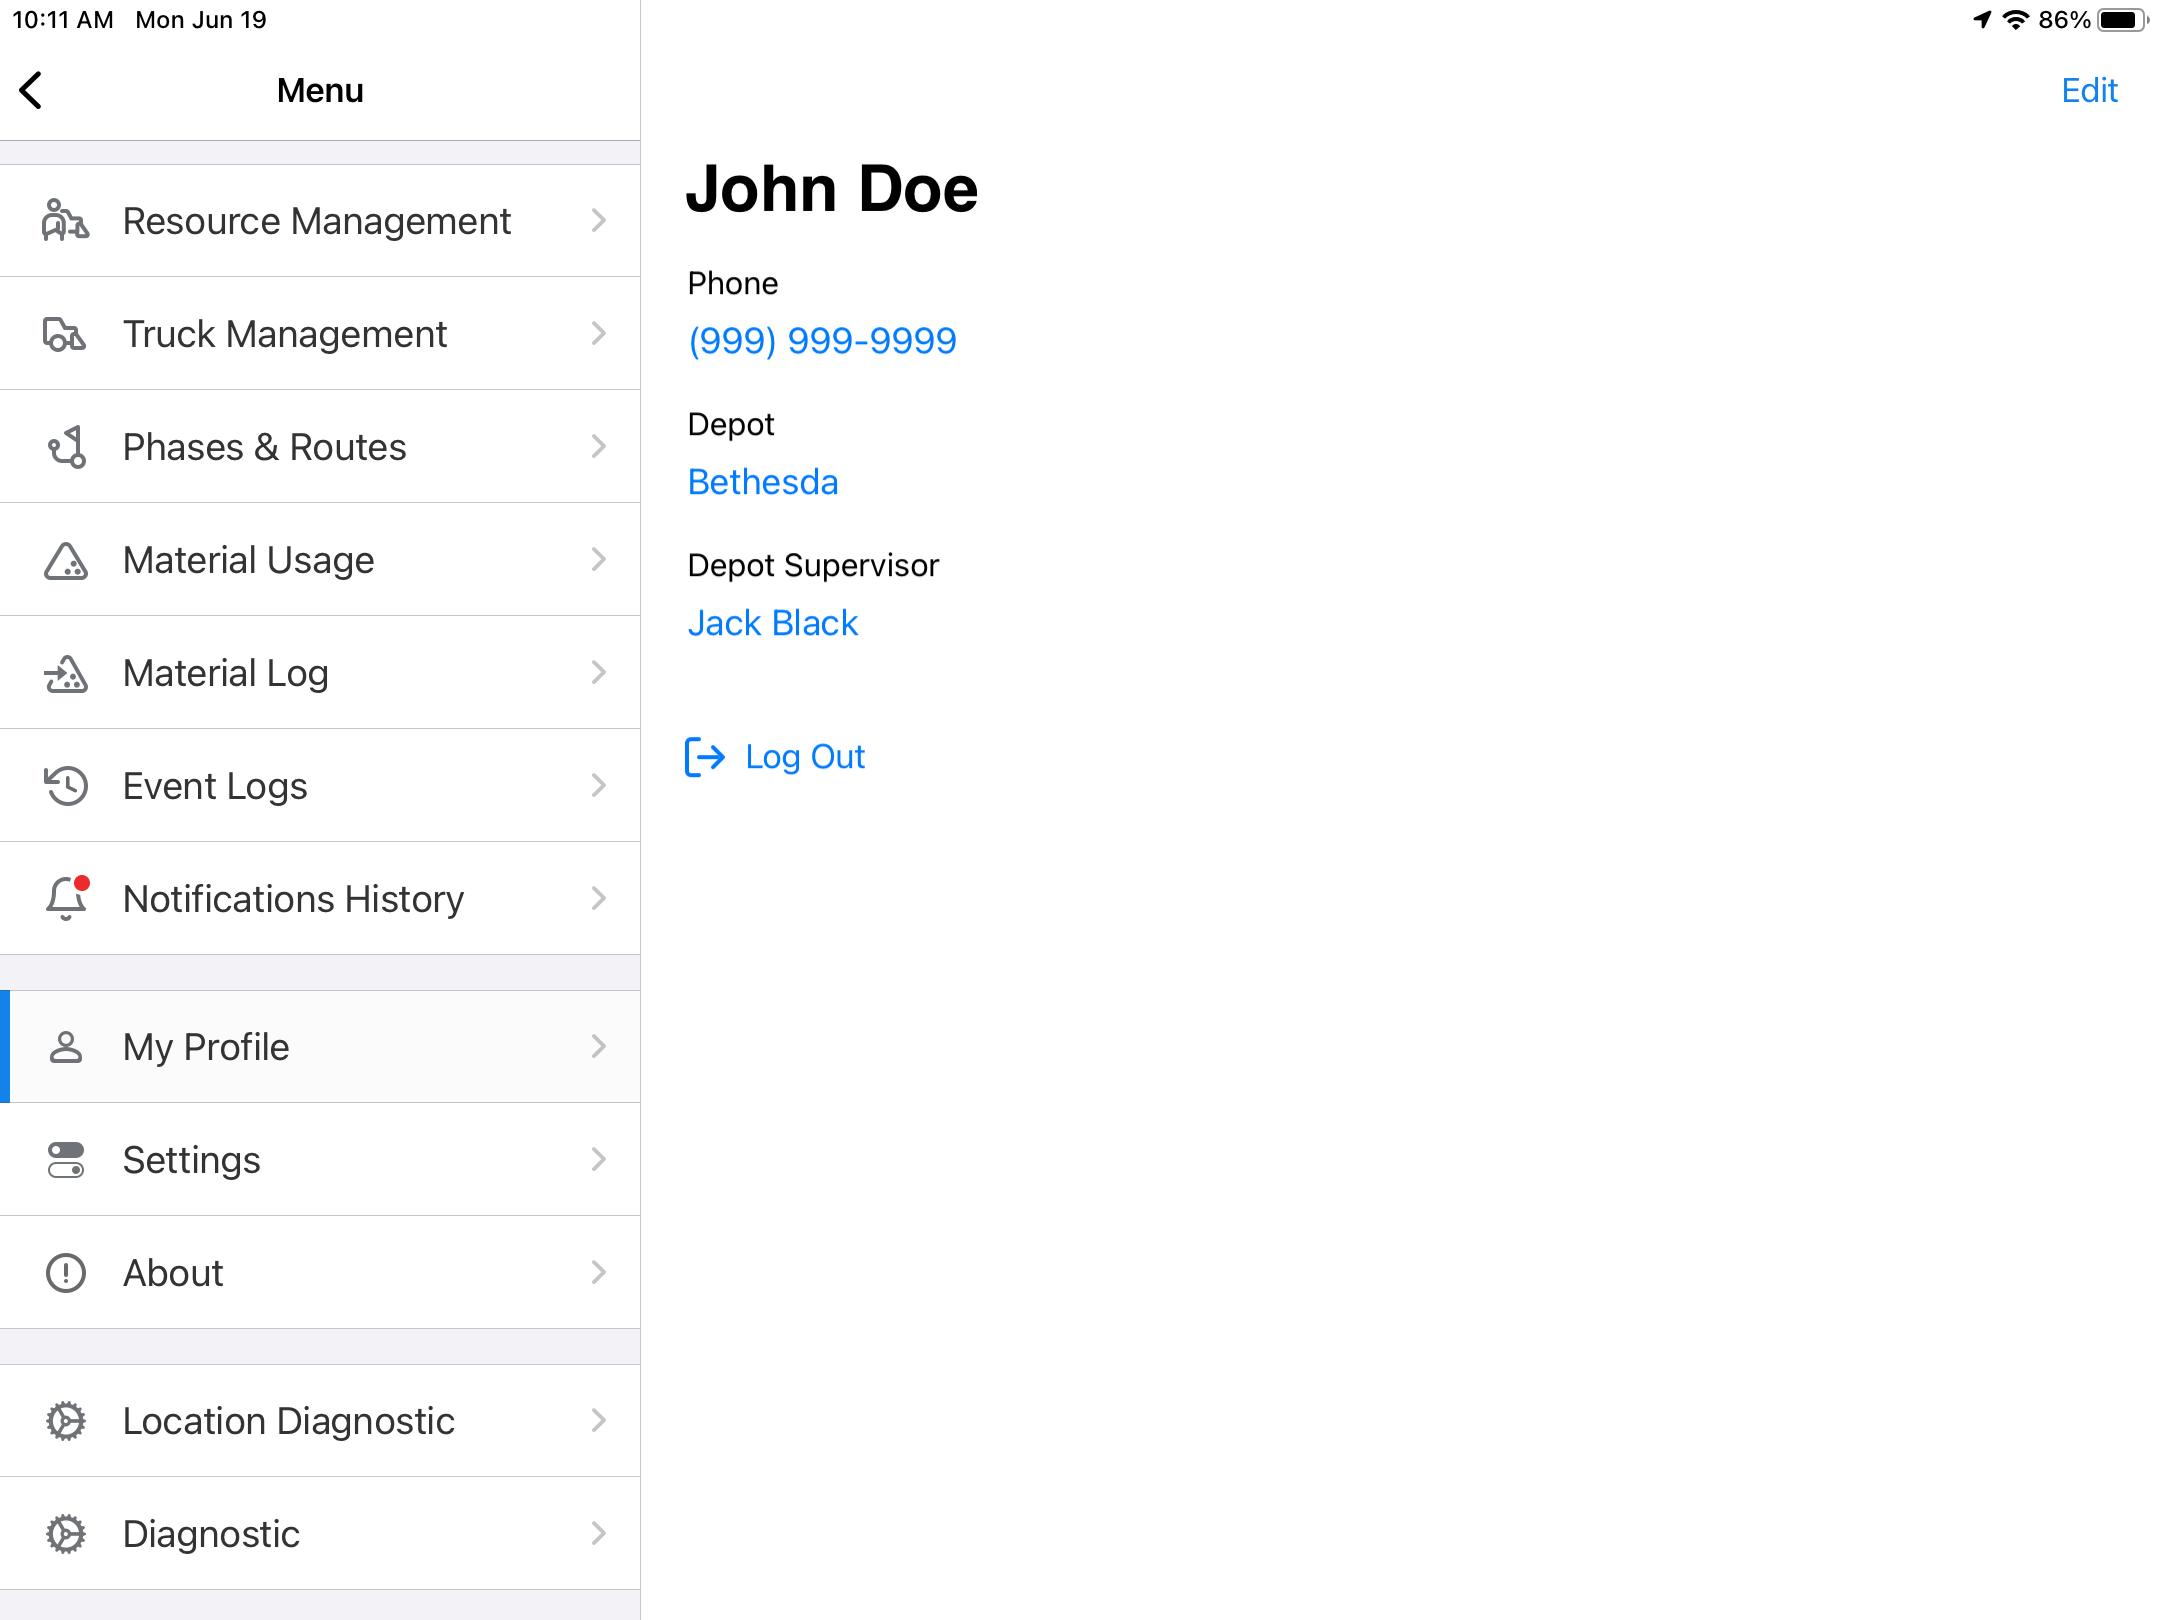 10:11 AM Mon Jun 19
86%
Menu
Edit
Resource Management
Truck Management
Phases & Routes
Material Usage
Material Log
Event Logs
Notifications History
My Profile
Settings
About
Location Diagnostic
Diagnostic
John Doe
Phone
(999) 999-9999
Depot
Bethesda
Depot Supervisor
Jack Black
Log Out